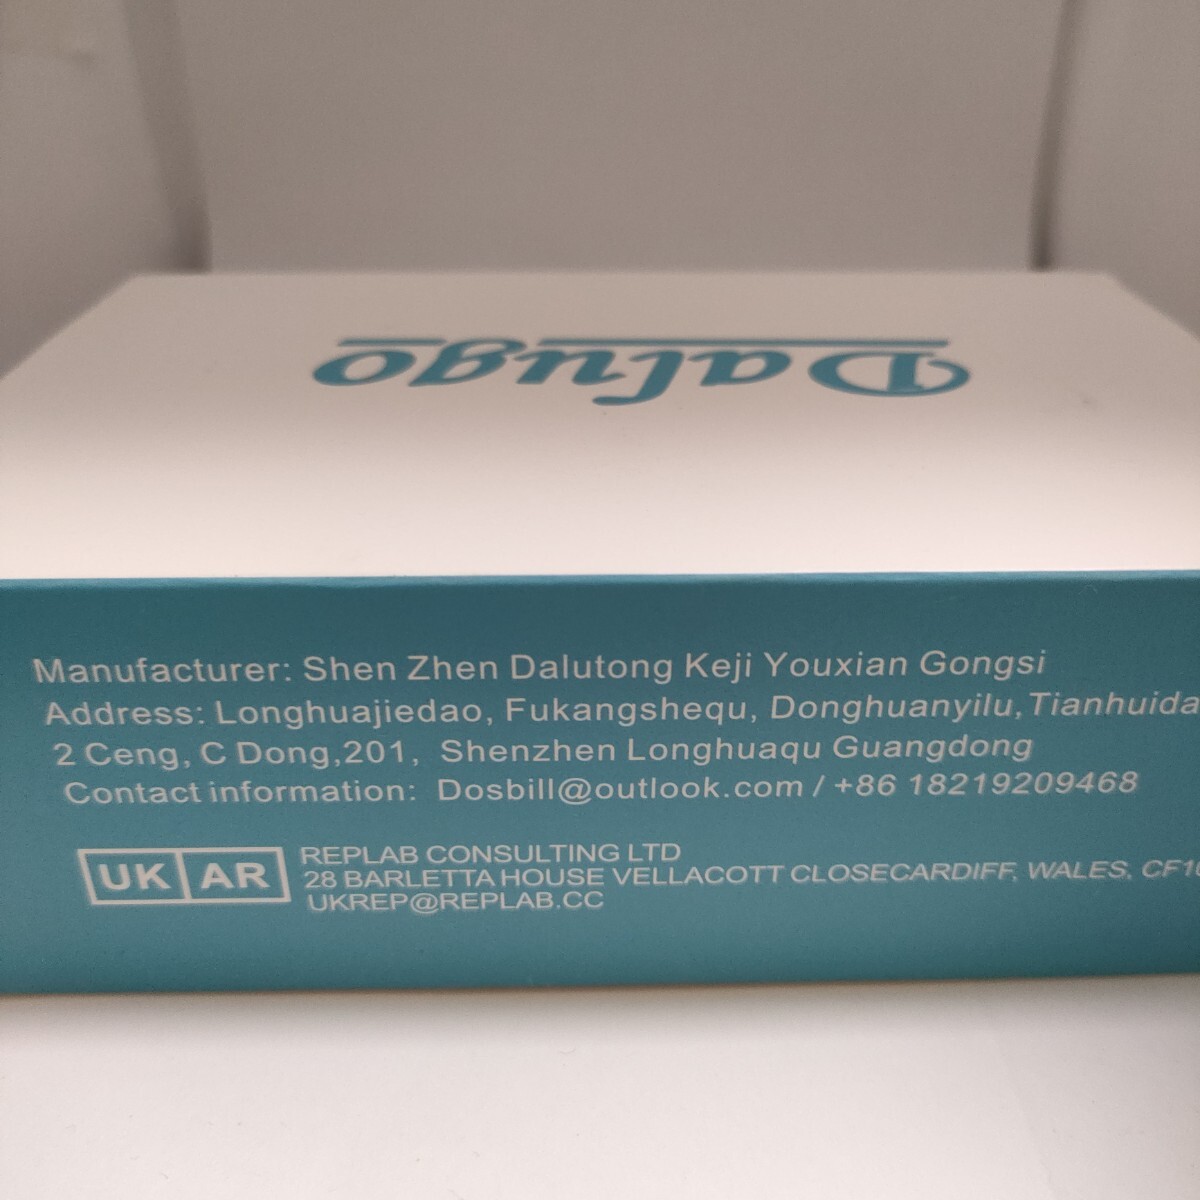 Dalugo
Manufacturer: Shen Zhen Dalutong Keji Youxian Gongsi
Address: Longhuajiedao, Fukangshequ, Donghuanyilu, Tianhuida
2 Ceng, C Dong,201, Shenzhen Longhuaqu Guangdong
Contact information: Dosbill@outlook.com / +86 18219209468
UK AR
REPLAB CONSULTING LTD
28 BARLETTA HOUSE VELLACOTT CLOSECARDIFF, WALES, CF10
UKREP@REPLAB.CC